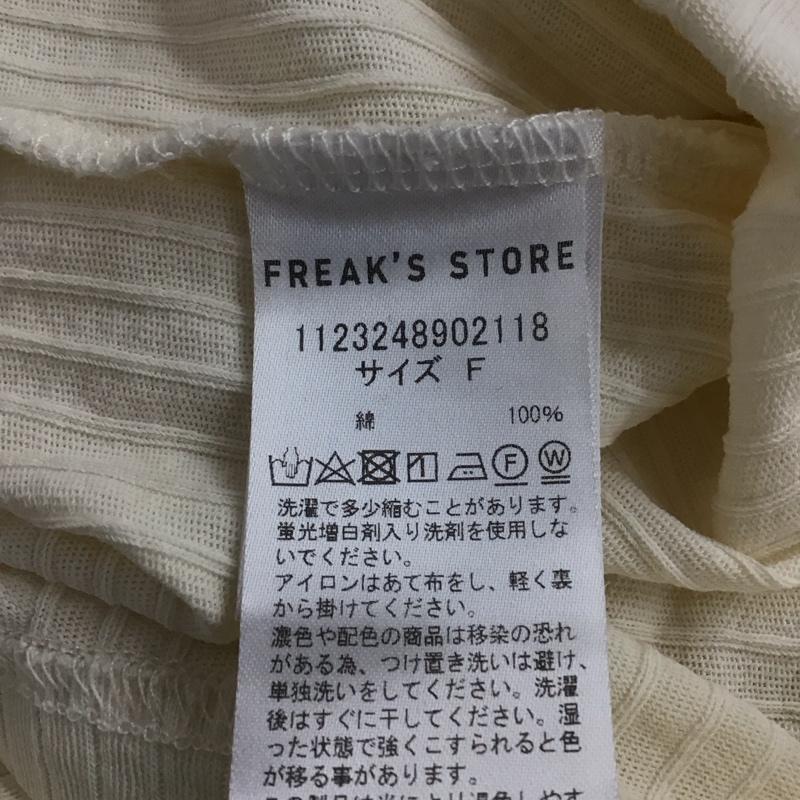 FREAK'S STORE
1123248902118
サイズ F
綿 100%
F W
洗濯で多少縮むことがあります。
蛍光増白剤入り洗剤を使用しな
いでください。
アイロンはあて布をし、軽く裏
から掛けてください。
濃色や配色の商品は移染の恐れ
がある為、つけ置き洗いは避け、
単独洗いをしてください。洗濯
後はすぐに干してください。湿
った状態で強くこすられると色
が移る事があります。